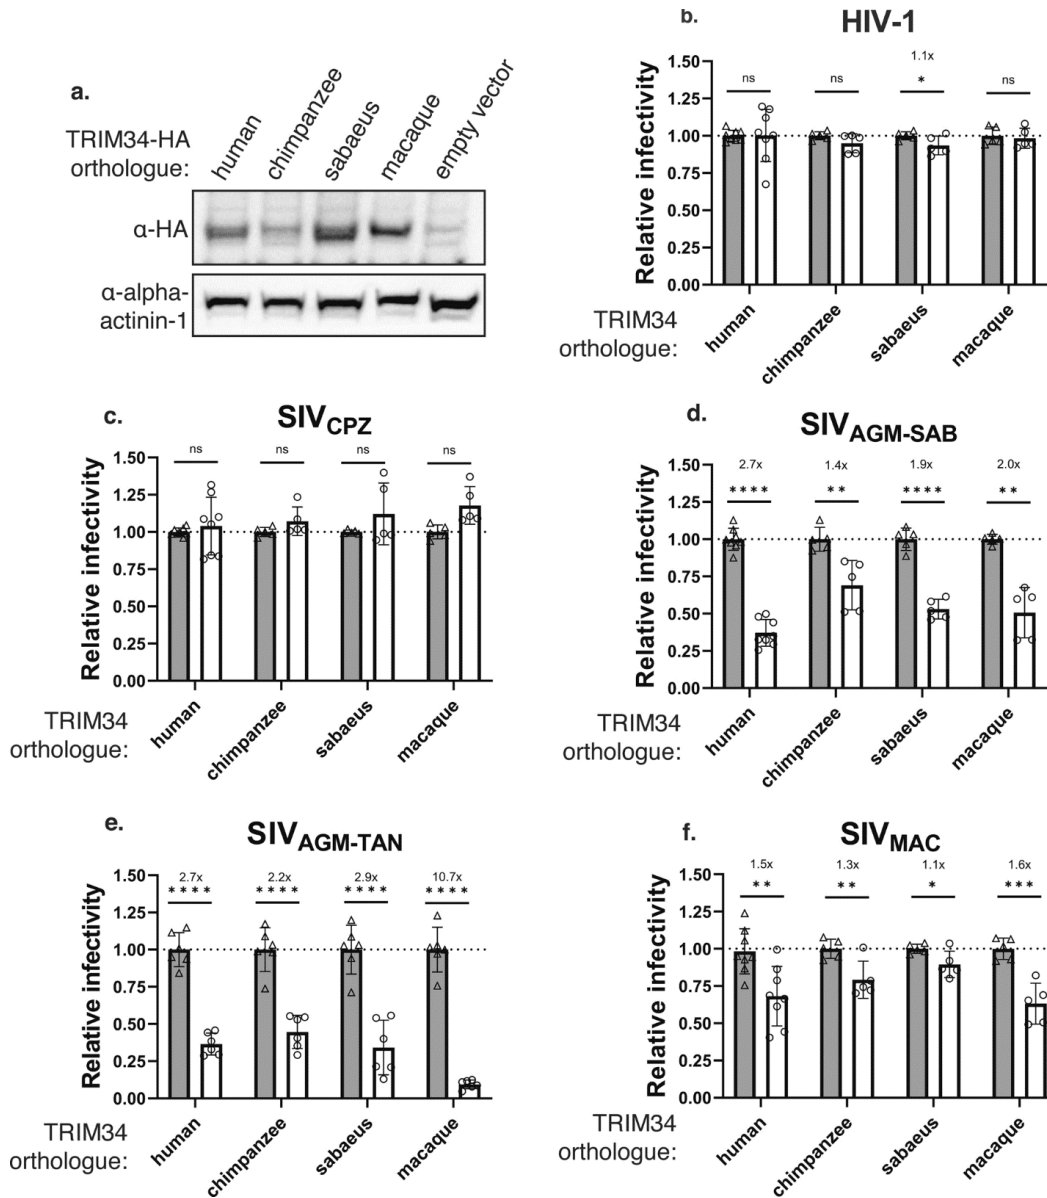 a.
TRIM34-HA
orthologue:
human
chimpanzee
sabaeus
macaque
empty vector
α-HA
α-alpha-
actinin-1
b.
HIV-1
1.1x
ns
ns
*
ns
Relative infectivity
1.50
1.25
1.00
0.75
0.50
0.25
0.00
TRIM34
orthologue:
human
chimpanzee
sabaeus
macaque
c.
SIVCPZ
ns
ns
ns
ns
Relative infectivity
1.50
1.25
1.00
0.75
0.50
0.25
0.00
TRIM34
orthologue:
human
chimpanzee
sabaeus
macaque
d.
SIVAGM-SAB
2.7x
1.4x
1.9x
2.0x
****
**
****
**
Relative infectivity
1.50
1.25
1.00
0.75
0.50
0.25
0.00
TRIM34
orthologue:
human
chimpanzee
sabaeus
macaque
e.
SIVAGM-TAN
2.7x
2.2x
2.9x
10.7x
****
****
****
****
Relative infectivity
1.50
1.25
1.00
0.75
0.50
0.25
0.00
TRIM34
orthologue:
human
chimpanzee
sabaeus
macaque
f.
SIVMAC
1.5x
1.3x
1.1x
1.6x
**
**
*
***
Relative infectivity
1.50
1.25
1.00
0.75
0.50
0.25
0.00
TRIM34
orthologue:
human
chimpanzee
sabaeus
macaque